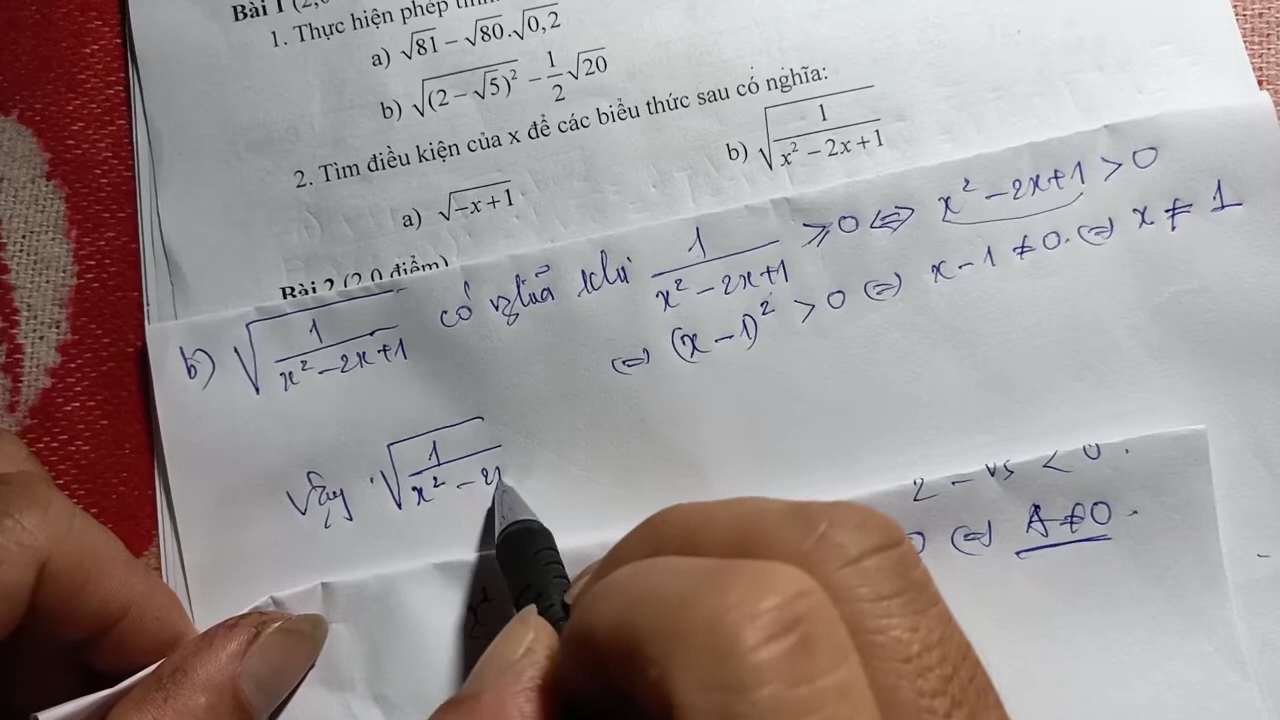 Bài 1 (2,0
1. Thực hiện phép tính
a) √81 − √80.√0,2
b) √(2 − √5)² − 1/2 √20
2. Tìm điều kiện của x để các biểu thức sau có nghĩa:
a) √−x + 1
b) √1/(x² − 2x + 1)
Bài 2 (2,0 điểm)
b) √1/(x² − 2x + 1) có nghĩa khi 1/(x² − 2x + 1) ⩾ 0 ⇔ x² − 2x + 1 > 0
⇔ (x − 1)² > 0 ⇔ x − 1 ≠ 0. ⇔ x ≠ 1
Vậy √1/(x² − 2
2 − √5 < 0.
⇔ A ≠ 0.